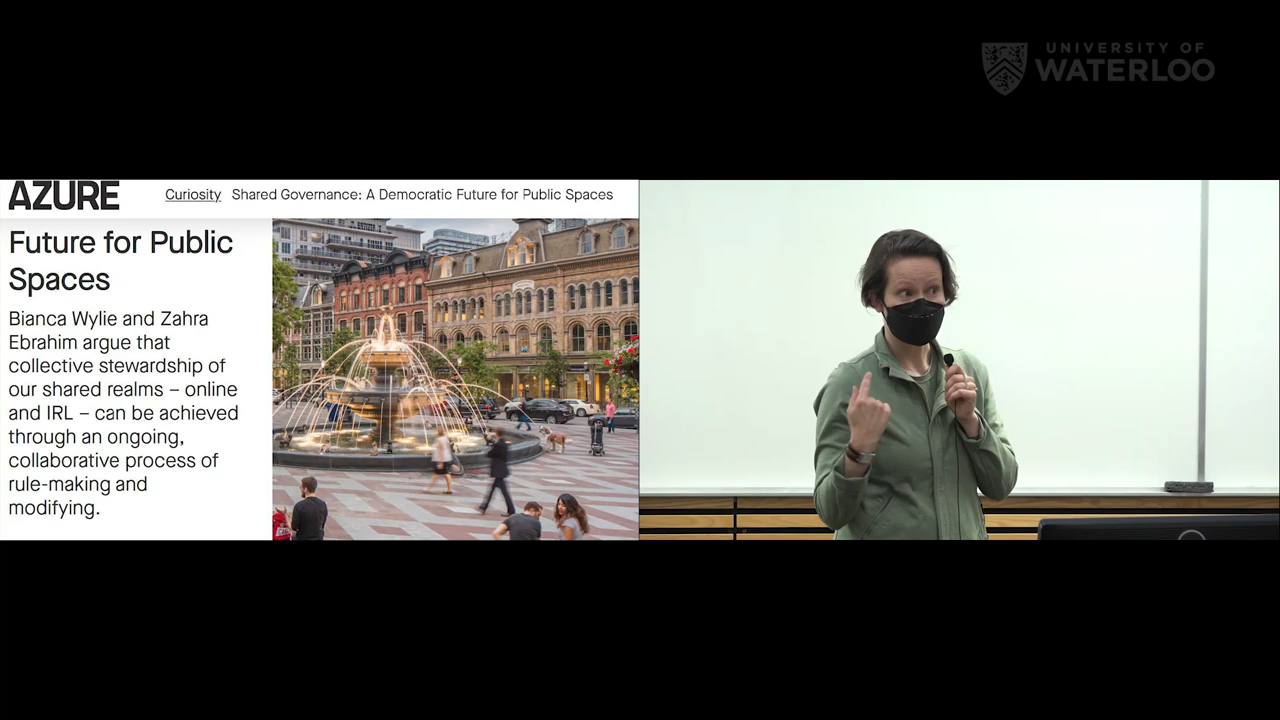 UNIVERSITY OF
WATERLOO
AZURE
Curiosity Shared Governance: A Democratic Future for Public Spaces
Future for Public
Spaces
Bianca Wylie and Zahra
Ebrahim argue that
collective stewardship of
our shared realms – online
and IRL – can be achieved
through an ongoing,
collaborative process of
rule-making and
modifying.